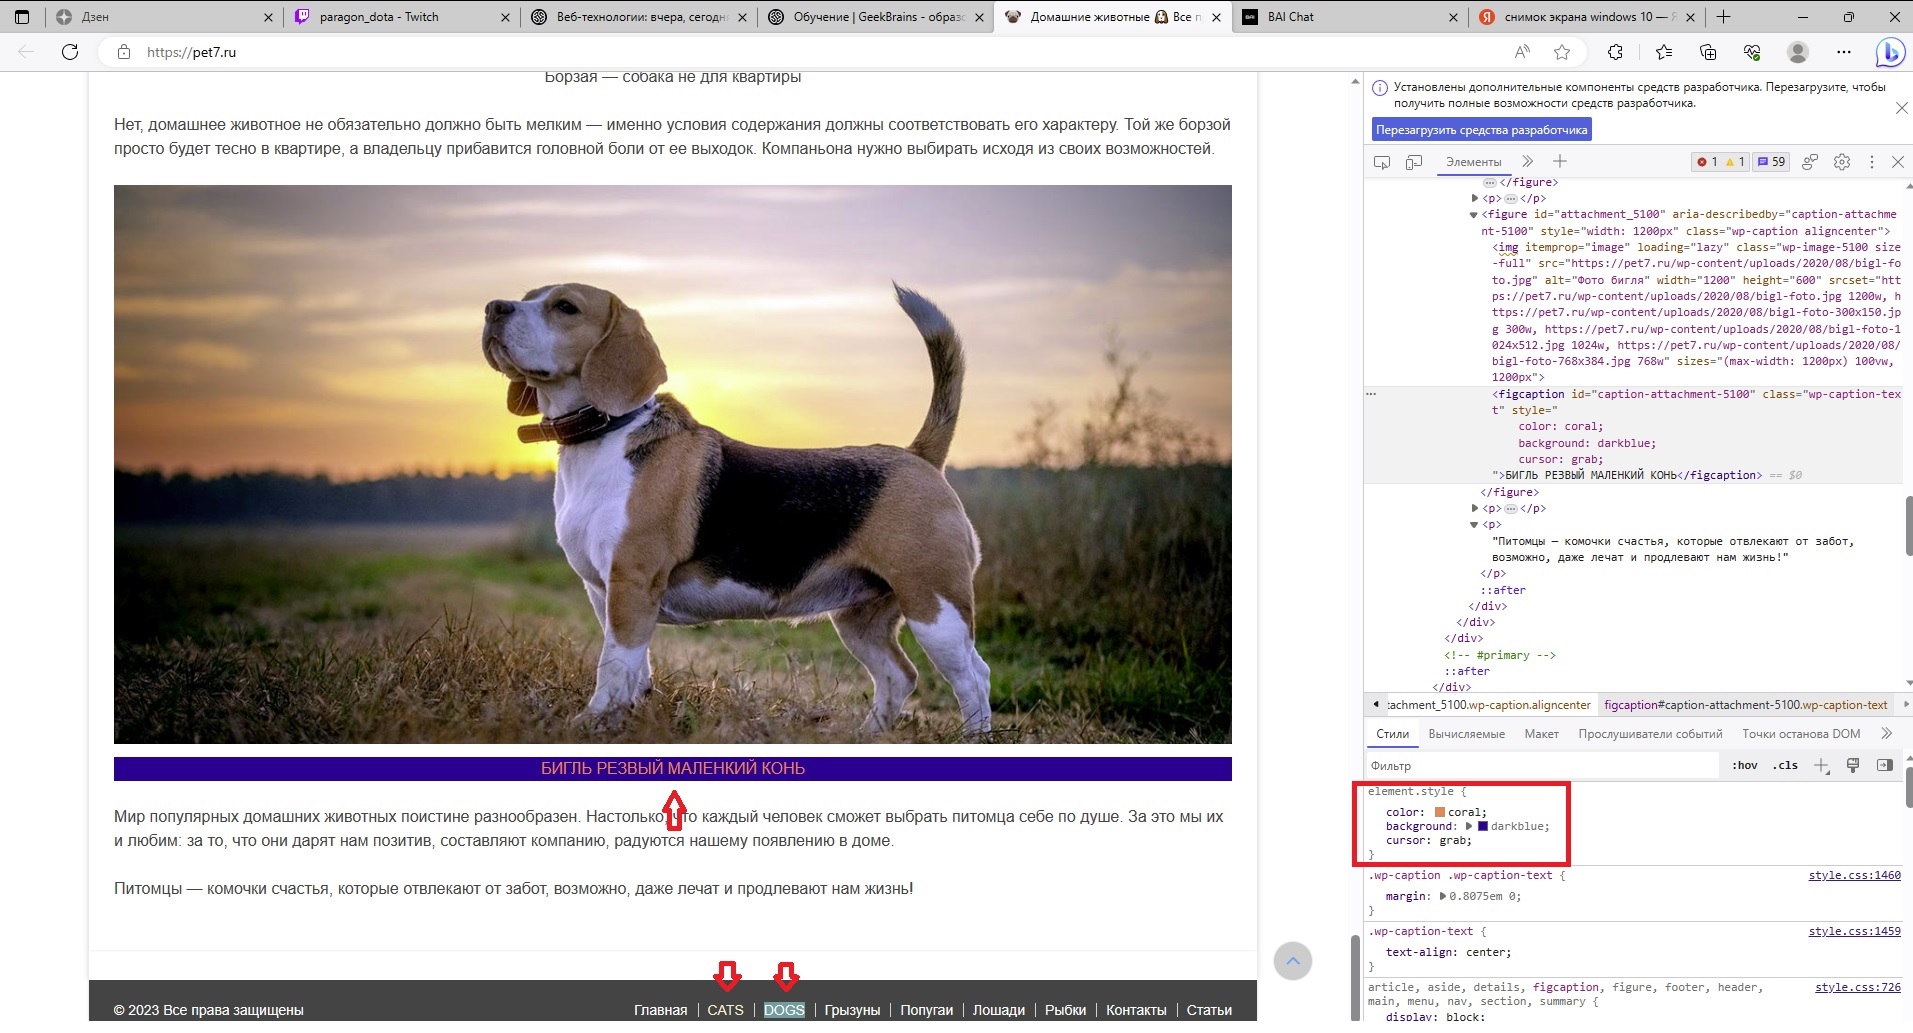 Дзен
paragon_dota - Twitch
Веб-технологии: вчера, сегодня
Обучение | GeekBrains - образо
Домашние животные Все п
BAI Chat
снимок экрана windows 10 — Я
https://pet7.ru
Борзая — собака не для квартиры
Нет, домашнее животное не обязательно должно быть мелким — именно условия содержания должны соответствовать его характеру. Той же борзой
просто будет тесно в квартире, а владельцу прибавится головной боли от ее выходок. Компаньона нужно выбирать исходя из своих возможностей.
БИГЛЬ РЕЗВЫЙ МАЛЕНКИЙ КОНЬ
Мир популярных домашних животных поистине разнообразен. Настолько, что каждый человек сможет выбрать питомца себе по душе. За это мы их
и любим: за то, что они дарят нам позитив, составляют компанию, радуются нашему появлению в доме.
Питомцы — комочки счастья, которые отвлекают от забот, возможно, даже лечат и продлевают нам жизнь!
© 2023 Все права защищены
Главная | CATS | DOGS | Грызуны | Попугаи | Лошади | Рыбки | Контакты | Статьи
Установлены дополнительные компоненты средств разработчика. Перезагрузите, чтобы
получить полные возможности средств разработчика.
Перезагрузить средства разработчика
Элементы
1 1 59
</figure>
<p> … </p>
<figure id="attachment_5100" aria-describedby="caption-attachme
nt-5100" style="width: 1200px" class="wp-caption aligncenter">
<img itemprop="image" loading="lazy" class="wp-image-5100 size
-full" src="https://pet7.ru/wp-content/uploads/2020/08/bigl-fo
to.jpg" alt="Фото бигля" width="1200" height="600" srcset="htt
ps://pet7.ru/wp-content/uploads/2020/08/bigl-foto.jpg 1200w, h
ttps://pet7.ru/wp-content/uploads/2020/08/bigl-foto-300x150.jp
g 300w, https://pet7.ru/wp-content/uploads/2020/08/bigl-foto-1
024x512.jpg 1024w, https://pet7.ru/wp-content/uploads/2020/08/
bigl-foto-768x384.jpg 768w" sizes="(max-width: 1200px) 100vw,
1200px">
<figcaption id="caption-attachment-5100" class="wp-caption-tex
t" style="
color: coral;
background: darkblue;
cursor: grab;
">БИГЛЬ РЕЗВЫЙ МАЛЕНКИЙ КОНЬ</figcaption> == $0
</figure>
<p> … </p>
<p>
"Питомцы — комочки счастья, которые отвлекают от забот,
возможно, даже лечат и продлевают нам жизнь!"
</p>
::after
</div>
</div>
</div>
<!-- #primary -->
::after
</div>
tachment_5100.wp-caption.aligncenter figcaption#caption-attachment-5100.wp-caption-text
Стили Вычисляемые Макет Прослушиватели событий Точки останова DOM
Фильтр :hov .cls
element.style {
color: coral;
background: darkblue;
cursor: grab;
}
.wp-caption .wp-caption-text { style.css:1460
margin: 0.8075em 0;
}
.wp-caption-text { style.css:1459
text-align: center;
}
article, aside, details, figcaption, figure, footer, header, style.css:726
main, menu, nav, section, summary {
display: block;